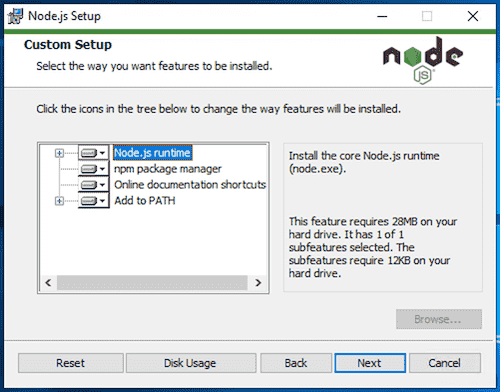 Node.js Setup
Custom Setup
Select the way you want features to be installed.
node
JS
Click the icons in the tree below to change the way features will be installed.
Node.js runtime
npm package manager
Online documentation shortcuts
Add to PATH
Install the core Node.js runtime
(node.exe).
This feature requires 28MB on your
hard drive. It has 1 of 1
subfeatures selected. The
subfeatures require 12KB on your
hard drive.
Browse...
Reset
Disk Usage
Back
Next
Cancel